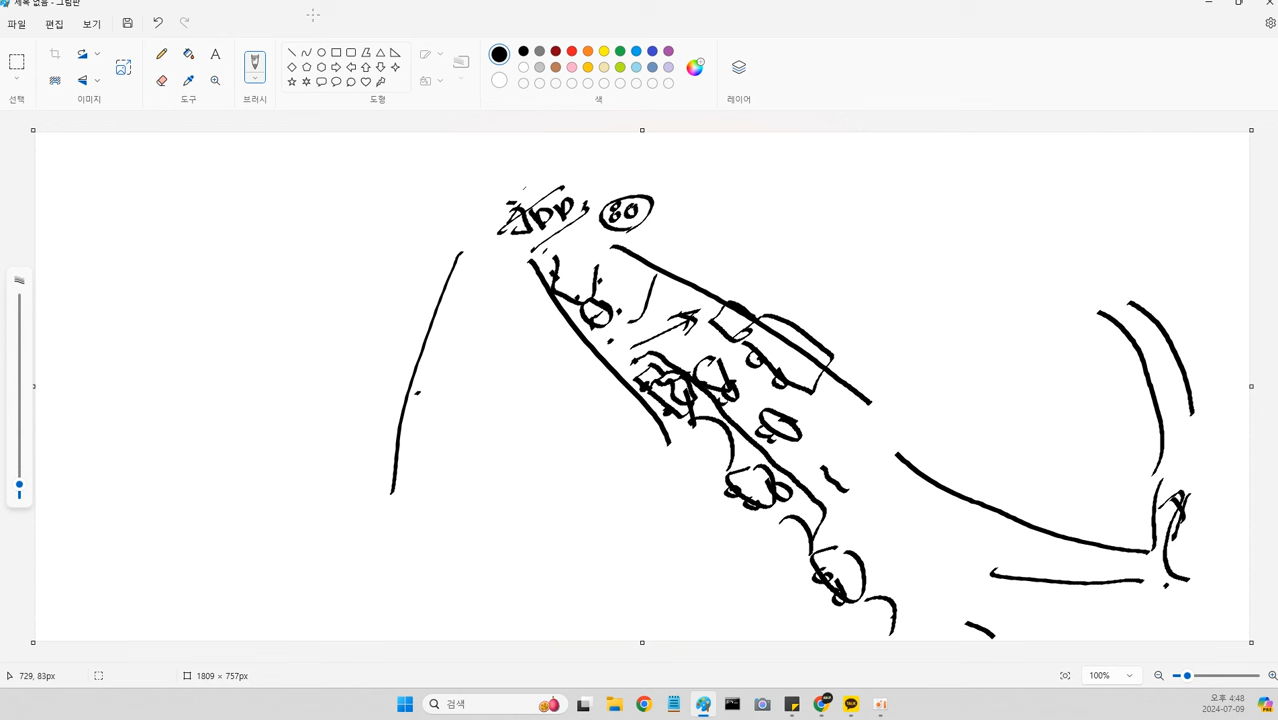 제목 없음 - 그림판
파일 편집 보기
선택 이미지 도구 브러시 도형 색 레이어
80
729, 83px 1809 × 757px 100%
검색
오후 4:48
2024-07-09